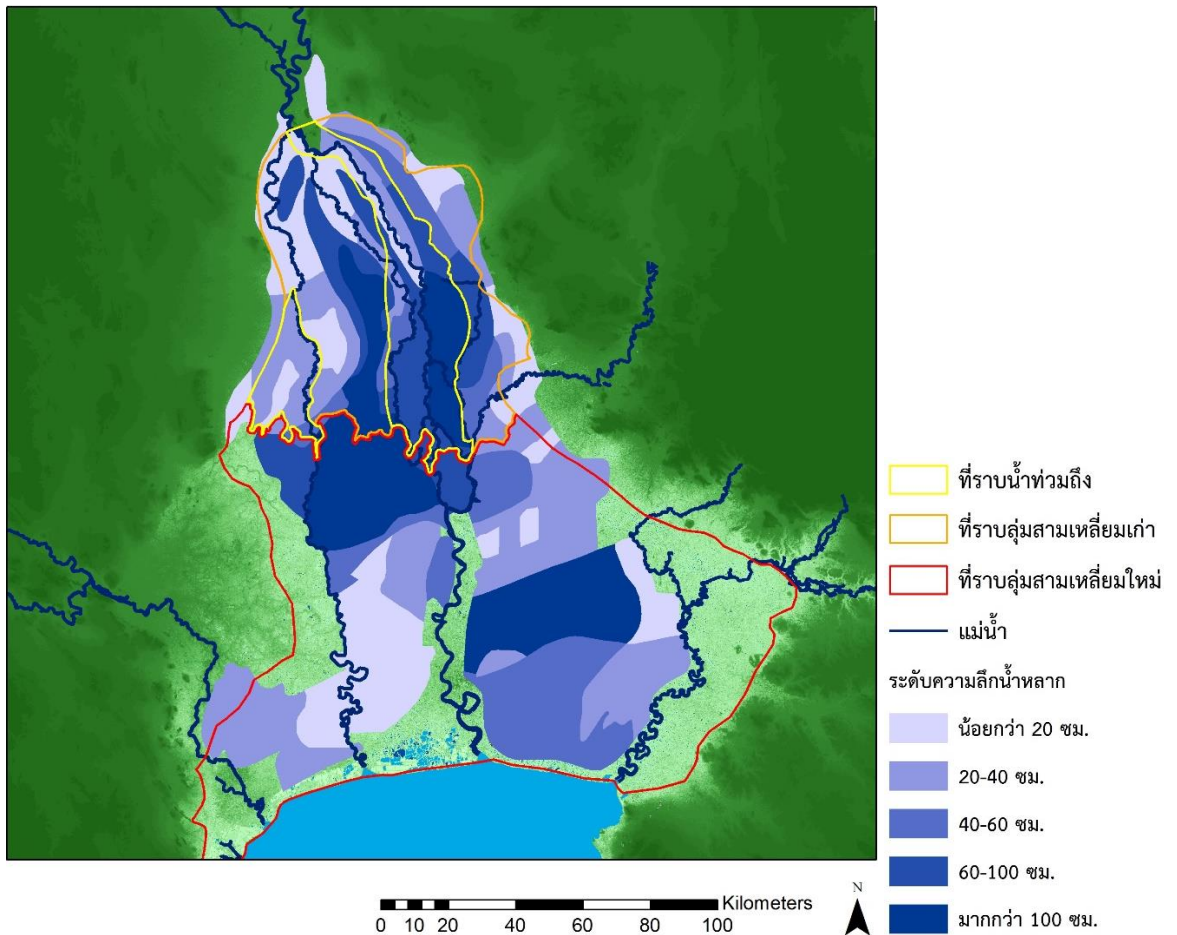 ที่ราบน้ำท่วมถึง
ที่ราบลุ่มสามเหลี่ยมเก่า
ที่ราบลุ่มสามเหลี่ยมใหม่
แม่น้ำ
ระดับความลึกน้ำหลาก
น้อยกว่า 20 ซม.
20-40 ซม.
40-60 ซม.
60-100 ซม.
มากกว่า 100 ซม.
Kilometers
0 10 20 40 60 80 100
N